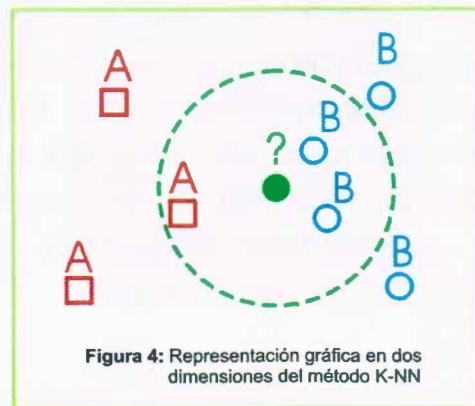 A
B
B
?
A
B
A
B
Figura 4: Representación gráfica en dos
dimensiones del método K-NN